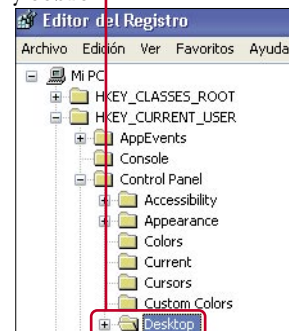 Editor del Registro
Archivo Edición Ver Favoritos Ayuda
Mi PC
HKEY_CLASSES_ROOT
HKEY_CURRENT_USER
AppEvents
Console
Control Panel
Accessibility
Appearance
Colors
Current
Cursors
Custom Colors
Desktop